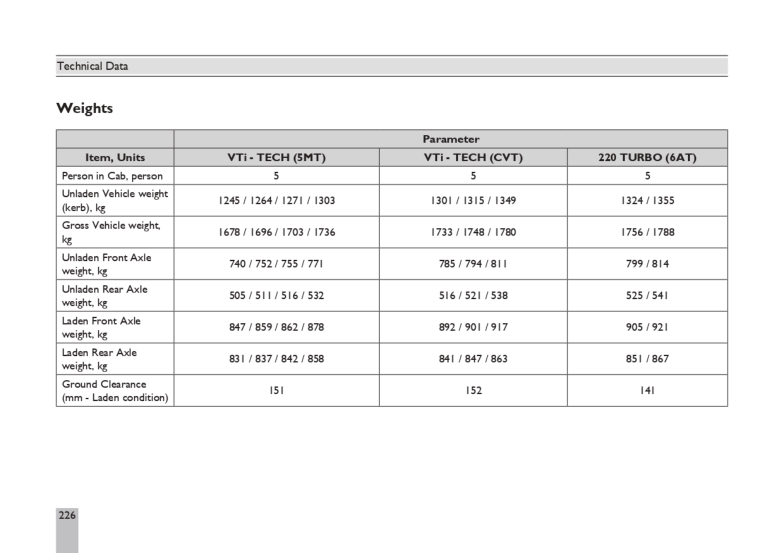 Technical Data
Weights
Parameter
Item, Units VTi - TECH (5MT) VTi - TECH (CVT) 220 TURBO (6AT)
Person in Cab, person 5 5 5
Unladen Vehicle weight
(kerb), kg 1245 / 1264 / 1271 / 1303 1301 / 1315 / 1349 1324 / 1355
Gross Vehicle weight,
kg 1678 / 1696 / 1703 / 1736 1733 / 1748 / 1780 1756 / 1788
Unladen Front Axle
weight, kg 740 / 752 / 755 / 771 785 / 794 / 811 799 / 814
Unladen Rear Axle
weight, kg 505 / 511 / 516 / 532 516 / 521 / 538 525 / 541
Laden Front Axle
weight, kg 847 / 859 / 862 / 878 892 / 901 / 917 905 / 921
Laden Rear Axle
weight, kg 831 / 837 / 842 / 858 841 / 847 / 863 851 / 867
Ground Clearance
(mm - Laden condition) 151 152 141
226